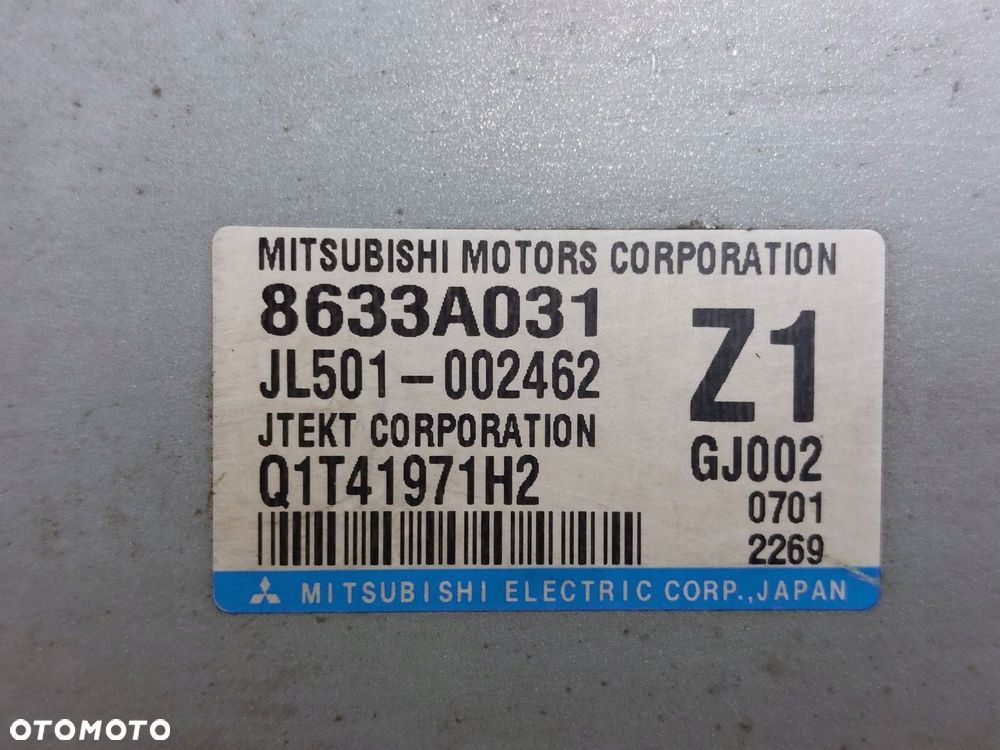 MITSUBISHI MOTORS CORPORATION
8633A031
JL501-002462
JTEKT CORPORATION
Q1T41971H2
Z1
GJ002
0701
2269
MITSUBISHI ELECTRIC CORP.,JAPAN
OTOMOTO